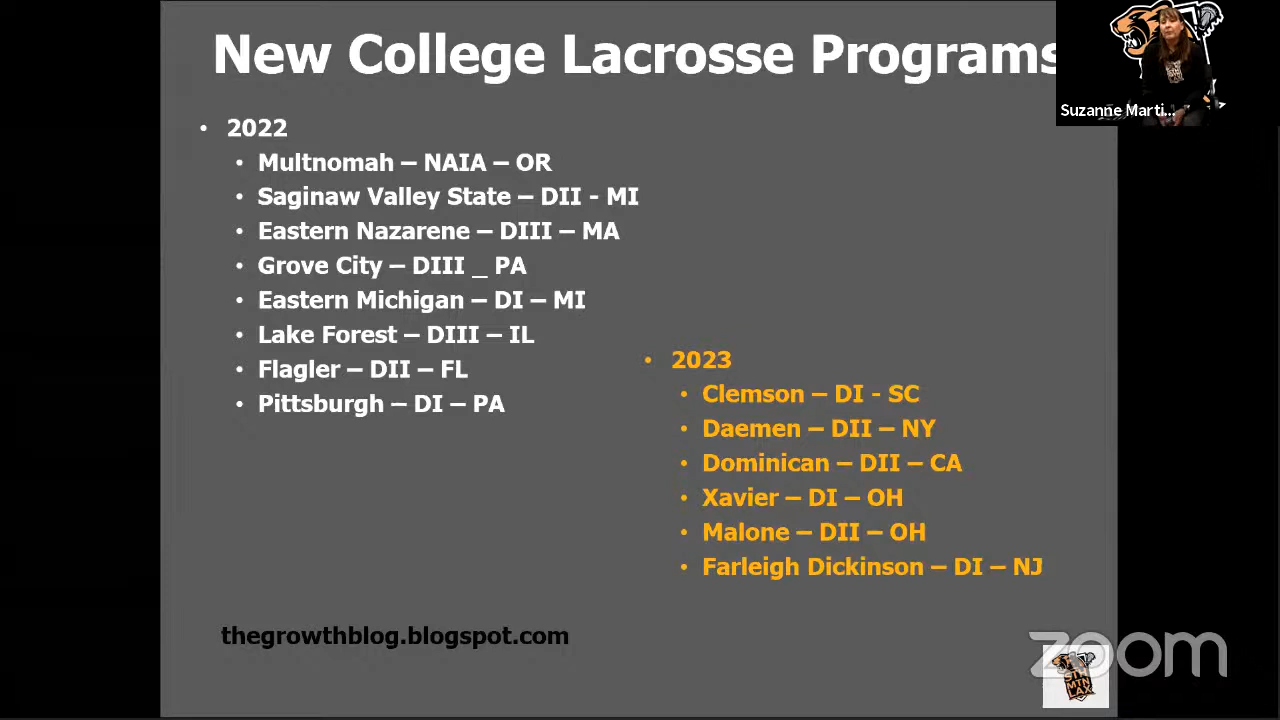 New College Lacrosse Programs
Suzanne Marti...
• 2022
• Multnomah – NAIA – OR
• Saginaw Valley State – DII - MI
• Eastern Nazarene – DIII – MA
• Grove City – DIII _ PA
• Eastern Michigan – DI – MI
• Lake Forest – DIII – IL
• Flagler – DII – FL
• Pittsburgh – DI – PA
• 2023
• Clemson – DI - SC
• Daemen – DII – NY
• Dominican – DII – CA
• Xavier – DI – OH
• Malone – DII – OH
• Farleigh Dickinson – DI – NJ
thegrowthblog.blogspot.com
zoom
STH
MTN
LAX